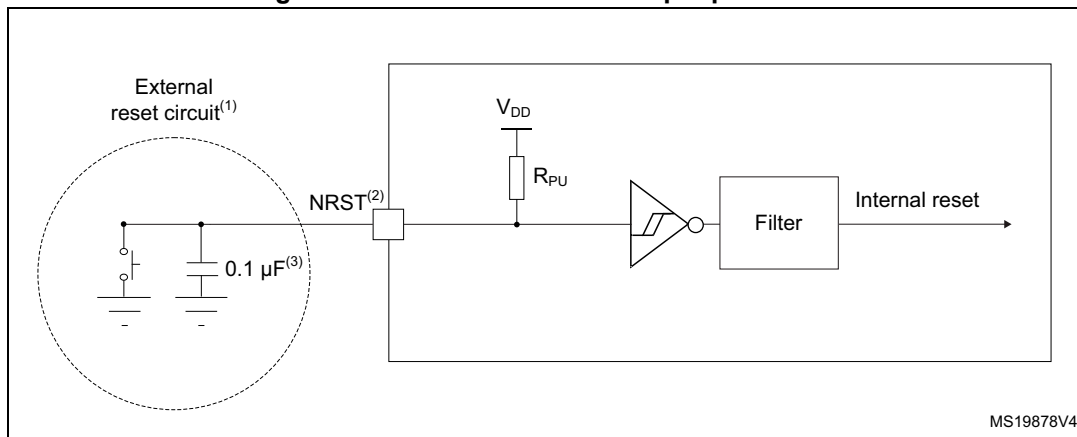 External
reset circuit(1)
VDD
RPU
NRST(2)
Filter
Internal reset
0.1 µF(3)
MS19878V4